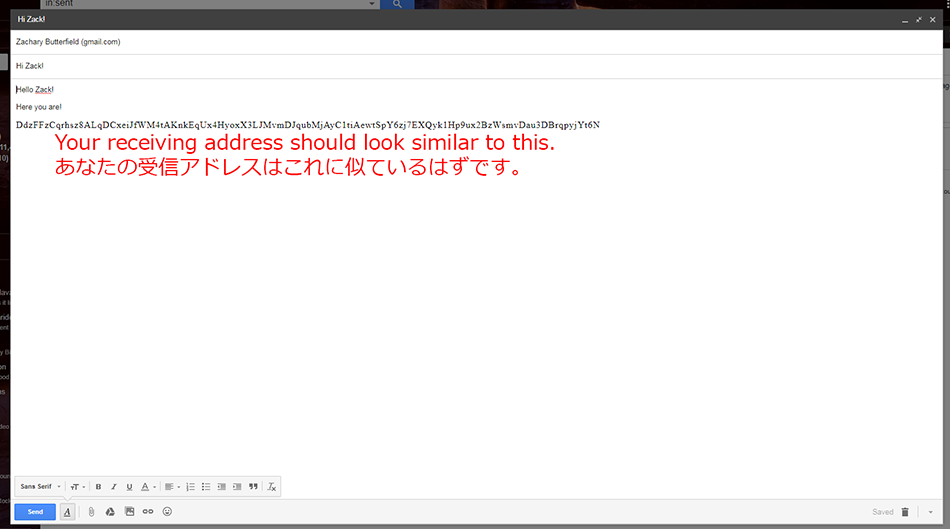 in:sent
Hi Zack!
Zachary Butterfield (gmail.com)
Hi Zack!
Hello Zack!
Here you are!
DdzFFzCqrhsz8ALqDCxeiJfWM4tAKnkEqUx4HyoxX3LJMvmDJqubMjAyC1tiAewtSpY6zj7EXQyk1Hp9ux2BzWsmvDau3DBrqpyjYt6N
Your receiving address should look similar to this.
あなたの受信アドレスはこれに似ているはずです。
Sans Serif
Send
Saved